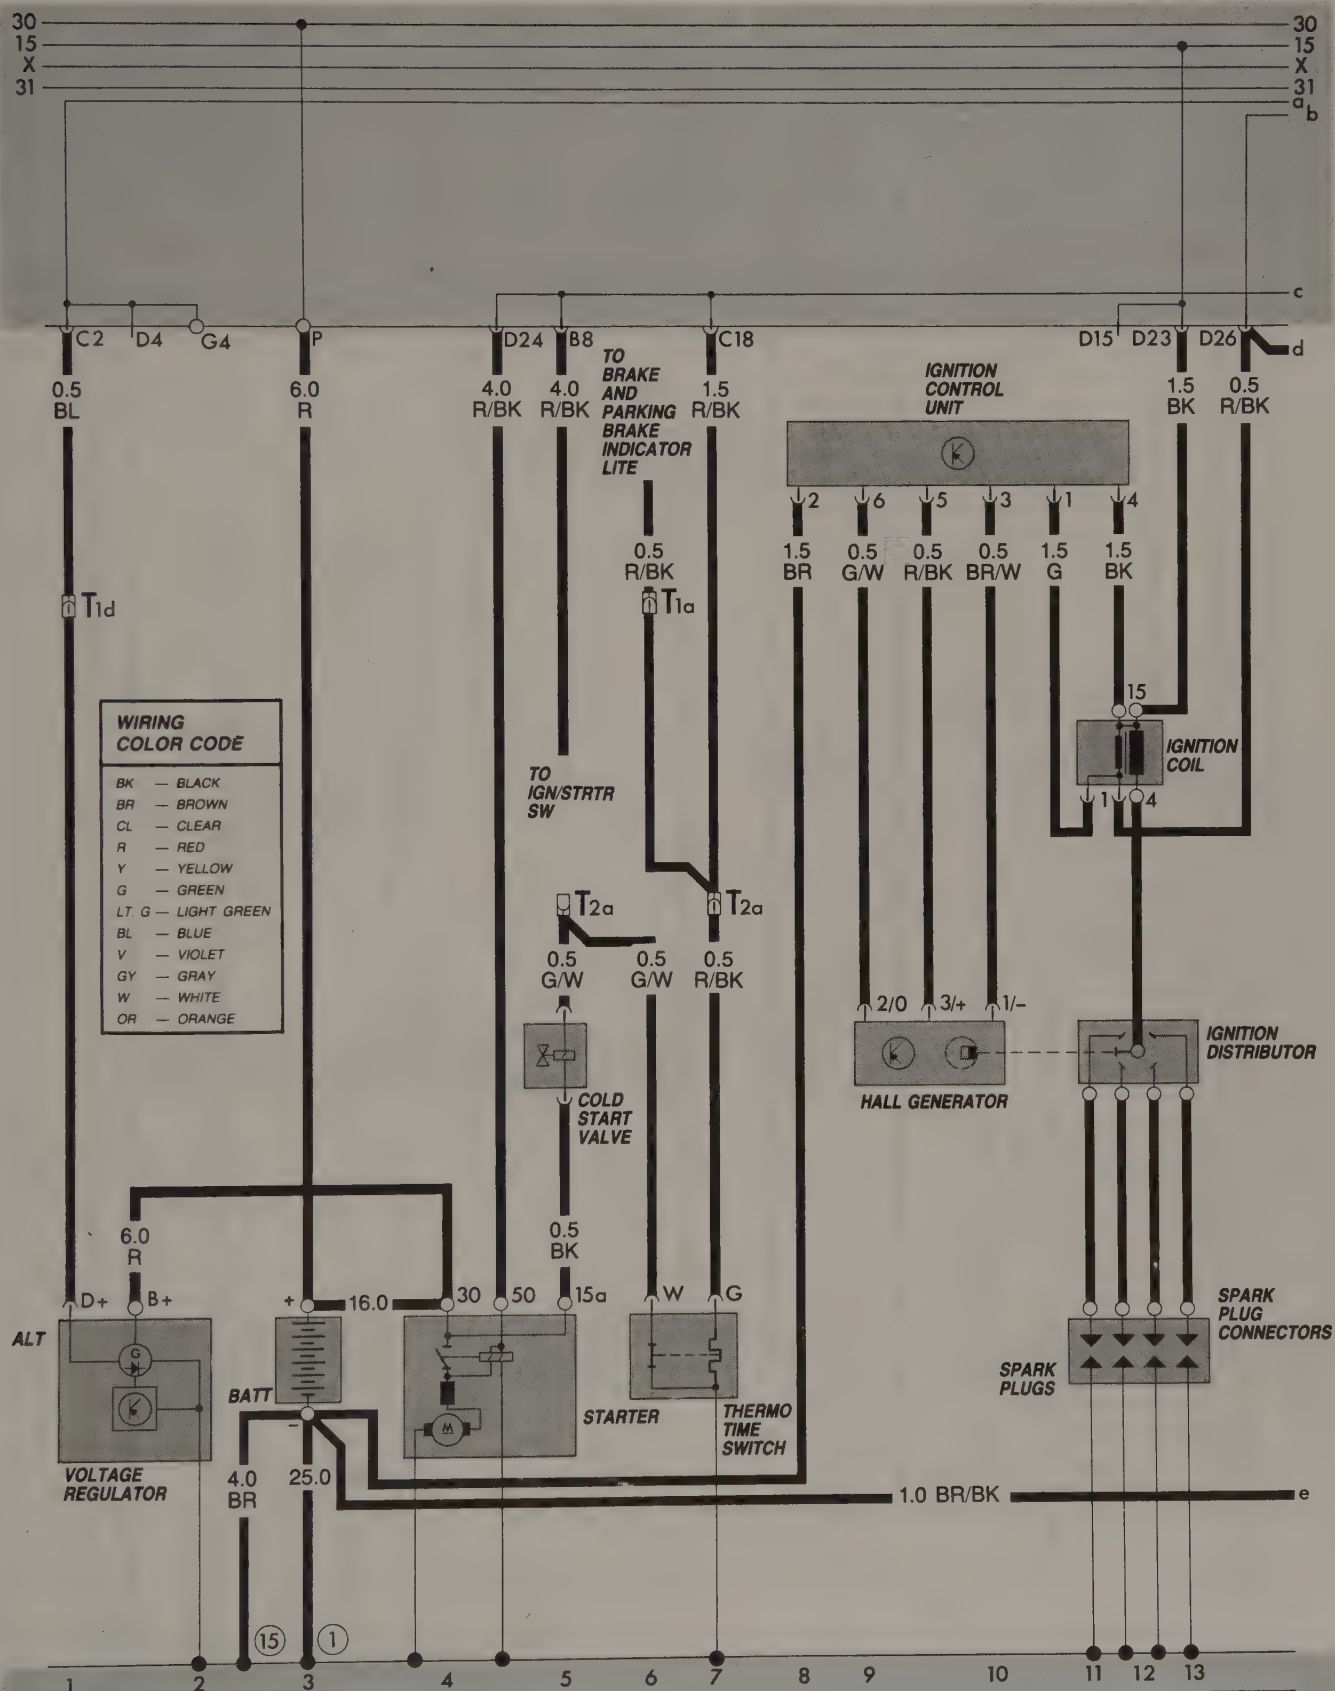 30 30
15 15
X X
31 31
a
b
c
C2 D4 G4 P D24 B8 C18 D15 D23 D26
d
0.5
BL
6.0
R
4.0
R/BK
4.0
R/BK
TO
BRAKE
AND
PARKING
BRAKE
INDICATOR
LITE
1.5
R/BK
IGNITION
CONTROL
UNIT
1.5
BK
0.5
R/BK
2 6 5 3 1 4
0.5
R/BK
1.5
BR
0.5
G/W
0.5
R/BK
0.5
BR/W
1.5
G
1.5
BK
T1d
T1a
15
IGNITION
COIL
1 4
WIRING
COLOR CODE
BK — BLACK
BR — BROWN
CL — CLEAR
R — RED
Y — YELLOW
G — GREEN
LT. G — LIGHT GREEN
BL — BLUE
V — VIOLET
GY — GRAY
W — WHITE
OR — ORANGE
TO
IGN/STRTR
SW
T2a T2a
0.5
G/W
0.5
G/W
0.5
R/BK
2/0 3/+ 1/–
HALL GENERATOR
IGNITION
DISTRIBUTOR
COLD
START
VALVE
6.0
R
0.5
BK
D+ B+ + 16.0 30 50 15a W G
ALT
G
BATT
–
M
STARTER
THERMO
TIME
SWITCH
SPARK
PLUG
CONNECTORS
SPARK
PLUGS
VOLTAGE
REGULATOR
4.0
BR
25.0
1.0 BR/BK e
15 1
1 2 3 4 5 6 7 8 9 10 11 12 13